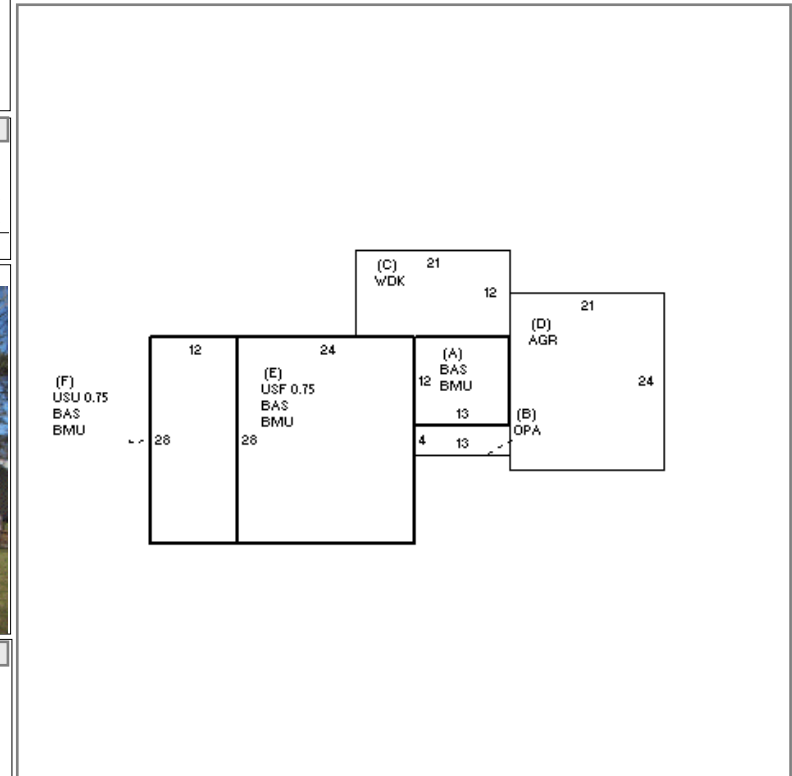 (C) 21
WDK
12
21
(D)
AGR
24
12
24
(A)
BAS
BMU
12
13
(E)
USF 0.75
BAS
BMU
(F)
USU 0.75
BAS
BMU
28
28
(B)
OPA
4
13